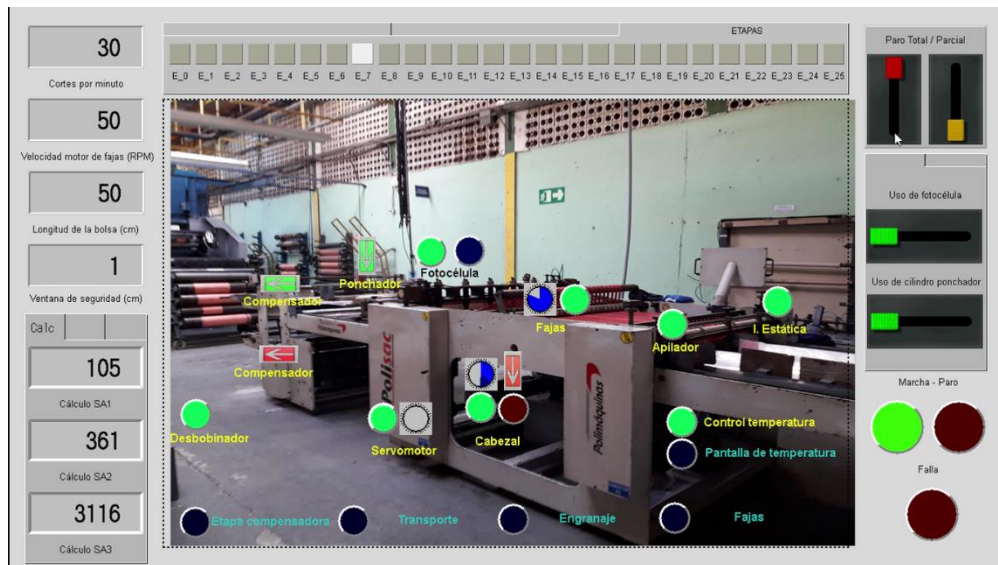 30
Cortes por minuto
50
Velocidad motor de fajas (RPM)
50
Longitud de la bolsa (cm)
1
Ventana de seguridad (cm)
Calc
105
Cálculo SA1
361
Cálculo SA2
3116
Cálculo SA3
ETAPAS
E_0 E_1 E_2 E_3 E_4 E_5 E_6 E_7 E_8 E_9 E_10 E_11 E_12 E_13 E_14 E_15 E_16 E_17 E_18 E_19 E_20 E_21 E_22 E_23 E_24 E_25
Fotocélula
Ponchador
Compensador
Fajas
I. Estática
Apilador
Compensador
Polisac
Polimáquinas
Desbobinador
Servomotor
Cabezal
Control temperatura
Pantalla de temperatura
Etapa compensadora
Transporte
Engranaje
Fajas
Paro Total / Parcial
Uso de fotocélula
Uso de cilindro ponchador
Marcha - Paro
Falla